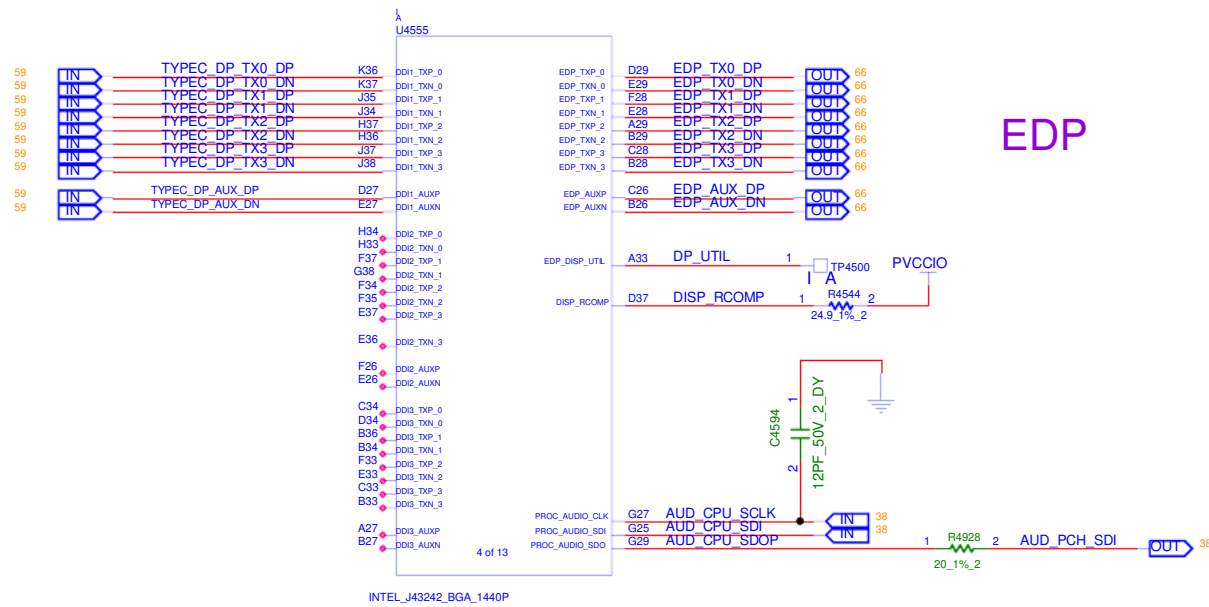 A
U4555
59 IN TYPEC_DP_TX0_DP K36 DDI1_TXP_0 EDP_TXP_0 D29 EDP_TX0_DP OUT 66
59 IN TYPEC_DP_TX0_DN K37 DDI1_TXN_0 EDP_TXN_0 E29 EDP_TX0_DN OUT 66
59 IN TYPEC_DP_TX1_DP J35 DDI1_TXP_1 EDP_TXP_1 F28 EDP_TX1_DP OUT 66
59 IN TYPEC_DP_TX1_DN J34 DDI1_TXN_1 EDP_TXN_1 E28 EDP_TX1_DN OUT 66
59 IN TYPEC_DP_TX2_DP H37 DDI1_TXP_2 EDP_TXP_2 A29 EDP_TX2_DP OUT 66
59 IN TYPEC_DP_TX2_DN H36 DDI1_TXN_2 EDP_TXN_2 B29 EDP_TX2_DN OUT 66
59 IN TYPEC_DP_TX3_DP J37 DDI1_TXP_3 EDP_TXP_3 C28 EDP_TX3_DP OUT 66
59 IN TYPEC_DP_TX3_DN J38 DDI1_TXN_3 EDP_TXN_3 B28 EDP_TX3_DN OUT 66
EDP
59 IN TYPEC_DP_AUX_DP D27 DDI1_AUXP EDP_AUXP C26 EDP_AUX_DP OUT 66
59 IN TYPEC_DP_AUX_DN E27 DDI1_AUXN EDP_AUXN B26 EDP_AUX_DN OUT 66
H34 DDI2_TXP_0
H33 DDI2_TXN_0
F37 DDI2_TXP_1 EDP_DISP_UTIL A33 DP_UTIL 1 TP4500 PVCCIO
G38 DDI2_TXN_1 I A
F34 DDI2_TXP_2
F35 DDI2_TXN_2 DISP_RCOMP D37 DISP_RCOMP 1 R4544 2
E37 DDI2_TXP_3 24.9_1%_2
E36 DDI2_TXN_3
F26 DDI2_AUXP
E26 DDI2_AUXN
C34 DDI3_TXP_0
D34 DDI3_TXN_0
B36 DDI3_TXP_1
B34 DDI3_TXN_1
F33 DDI3_TXP_2
E33 DDI3_TXN_2
C33 DDI3_TXP_3
B33 DDI3_TXN_3
1
C4594
12PF_50V_2_DY
2
PROC_AUDIO_CLK G27 AUD_CPU_SCLK IN 38
A27 DDI3_AUXP PROC_AUDIO_SDI G25 AUD_CPU_SDI IN 38
B27 DDI3_AUXN PROC_AUDIO_SDO G29 AUD_CPU_SDOP 1 R4928 2 AUD_PCH_SDI OUT 38
4 of 13
20_1%_2
INTEL_J43242_BGA_1440P